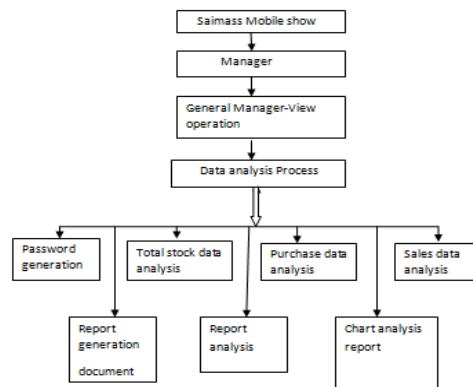 Saimass Mobile show
Manager
General Manager-View
operation
Data analysis Process
Password
generation
Total stock data
analysis
Purchase data
analysis
Sales data
analysis
Report
generation
document
Report
analysis
Chart analysis
report